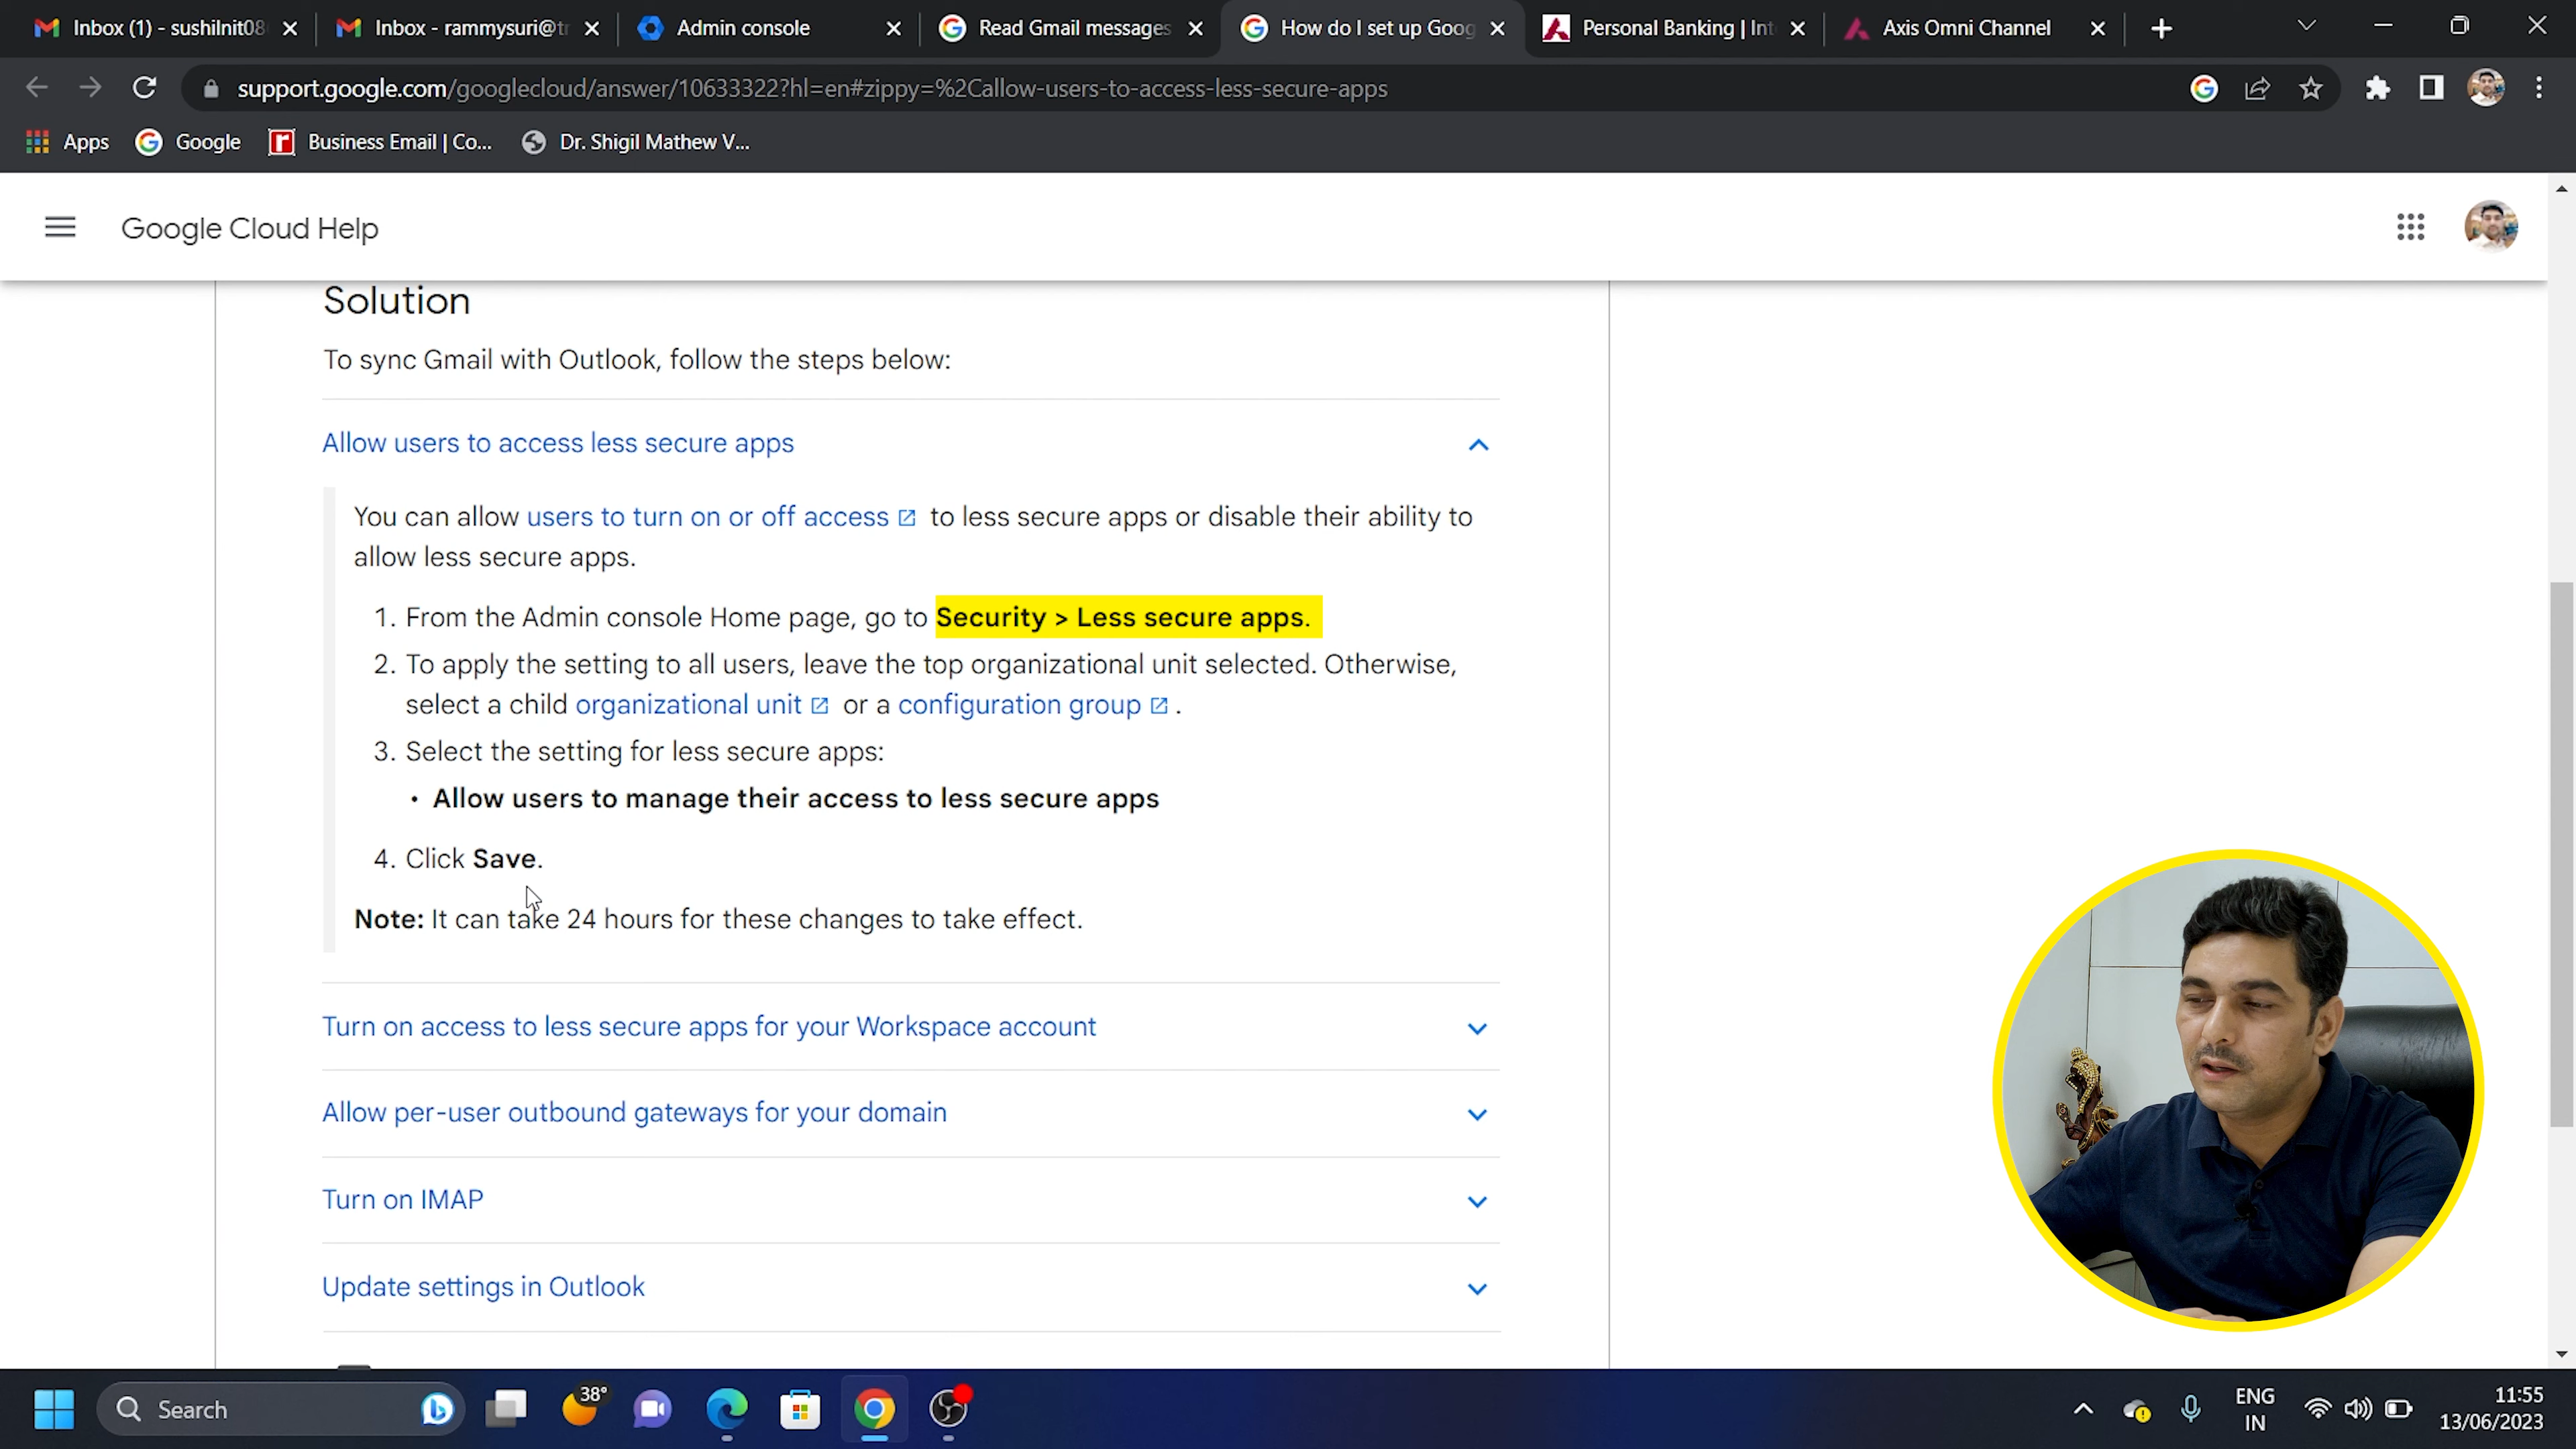 Inbox (1) - sushilnit08
Inbox - rammysuri@tr
Admin console
Read Gmail messages
How do I set up Goog
Personal Banking | Int
Axis Omni Channel
support.google.com/googlecloud/answer/10633322?hl=en#zippy=%2Callow-users-to-access-less-secure-apps
Apps
Google
Business Email | Co...
Dr. Shigil Mathew V...
Google Cloud Help
Solution
To sync Gmail with Outlook, follow the steps below:
Allow users to access less secure apps
You can allow users to turn on or off access to less secure apps or disable their ability to
allow less secure apps.
1. From the Admin console Home page, go to Security > Less secure apps.
2. To apply the setting to all users, leave the top organizational unit selected. Otherwise,
select a child organizational unit or a configuration group .
3. Select the setting for less secure apps:
• Allow users to manage their access to less secure apps
4. Click Save.
Note: It can take 24 hours for these changes to take effect.
Turn on access to less secure apps for your Workspace account
Allow per-user outbound gateways for your domain
Turn on IMAP
Update settings in Outlook
Search
38°
ENG
IN
11:55
13/06/2023